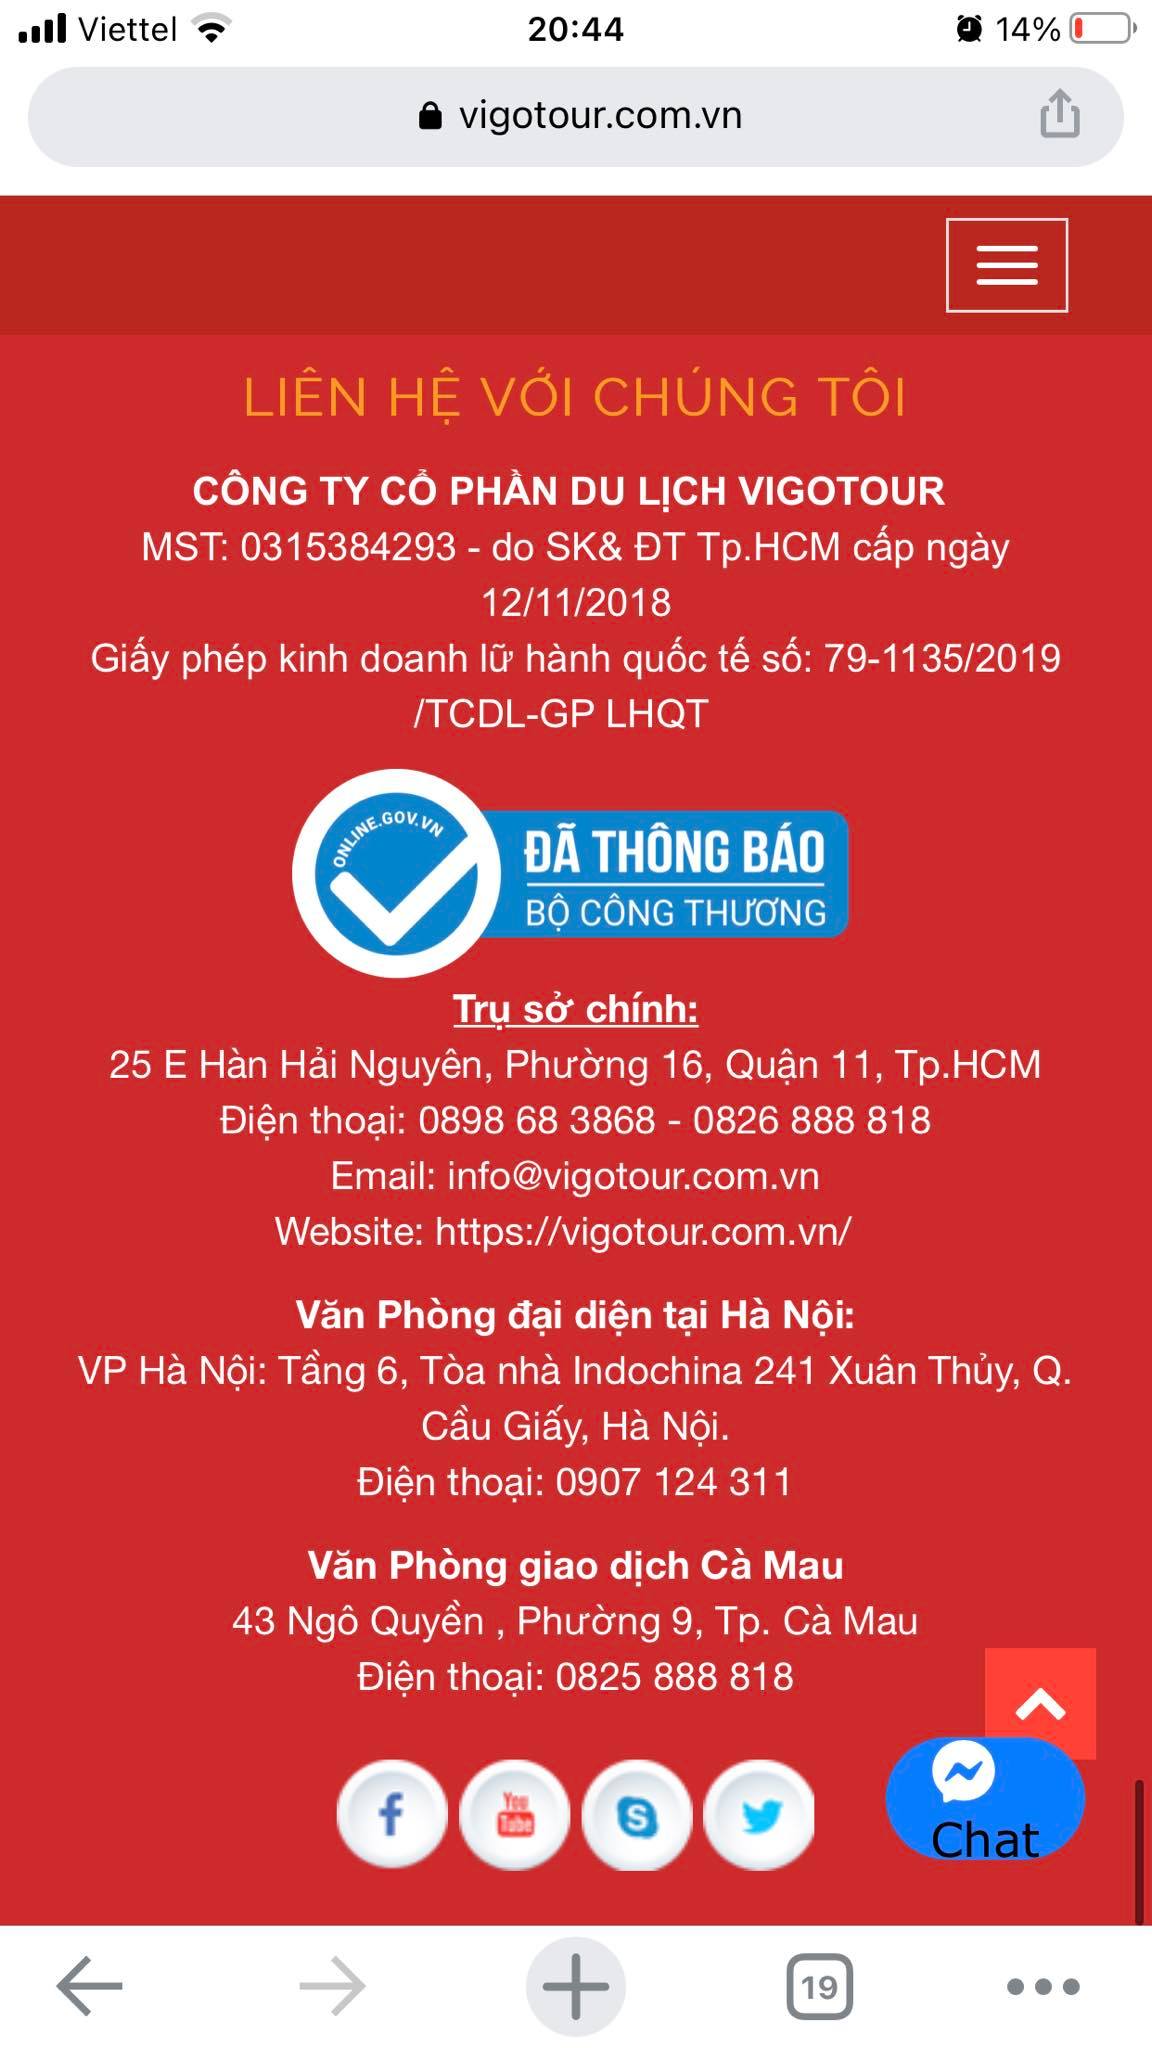 Viettel
20:44
14%
vigotour.com.vn
LIÊN HỆ VỚI CHÚNG TÔI
CÔNG TY CỔ PHẦN DU LỊCH VIGOTOUR
MST: 0315384293 - do SK& ĐT Tp.HCM cấp ngày
12/11/2018
Giấy phép kinh doanh lữ hành quốc tế số: 79-1135/2019
/TCDL-GP LHQT
ONLINE.GOV.VN
ĐÃ THÔNG BÁO
BỘ CÔNG THƯƠNG
Trụ sở chính:
25 E Hàn Hải Nguyên, Phường 16, Quận 11, Tp.HCM
Điện thoại: 0898 68 3868 - 0826 888 818
Email: info@vigotour.com.vn
Website: https://vigotour.com.vn/
Văn Phòng đại diện tại Hà Nội:
VP Hà Nội: Tầng 6, Tòa nhà Indochina 241 Xuân Thủy, Q.
Cầu Giấy, Hà Nội.
Điện thoại: 0907 124 311
Văn Phòng giao dịch Cà Mau
43 Ngô Quyền , Phường 9, Tp. Cà Mau
Điện thoại: 0825 888 818
You
Tube
Chat
19